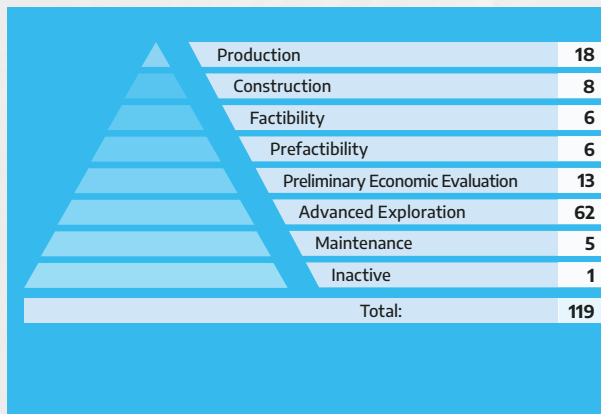 Production 18
Construction 8
Factibility 6
Prefactibility 6
Preliminary Economic Evaluation 13
Advanced Exploration 62
Maintenance 5
Inactive 1
Total: 119